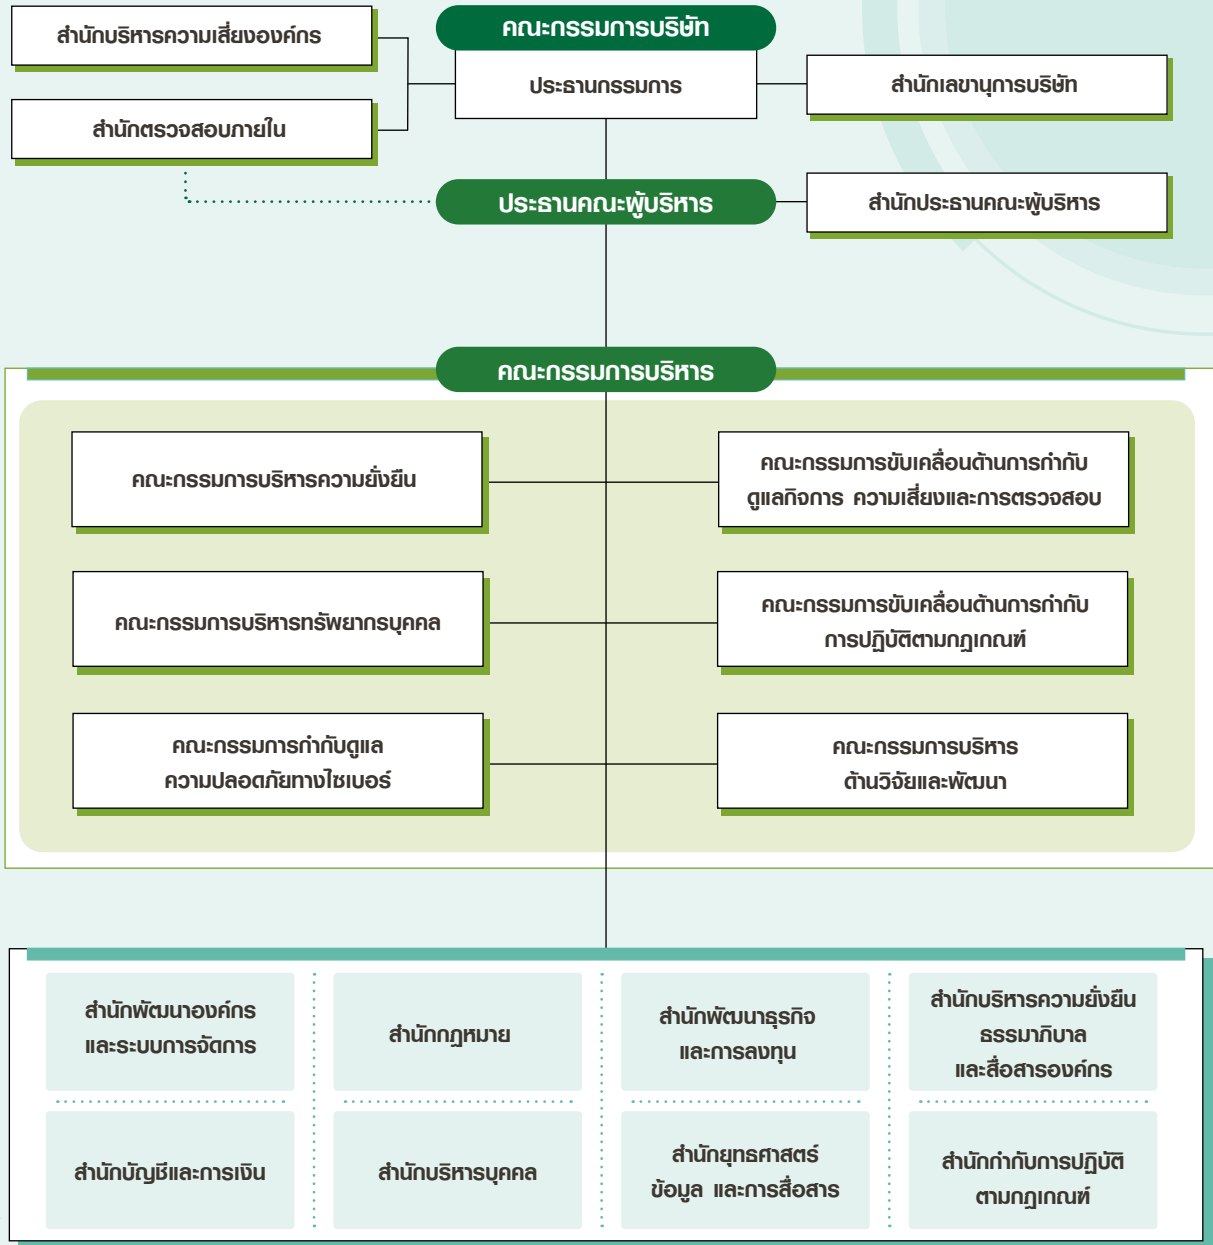 สำนักบริหารความเสี่ยงองค์กร
คณะกรรมการบริษัท
ประธานกรรมการ
สำนักเลขานุการบริษัท
สำนักตรวจสอบภายใน
ประธานคณะผู้บริหาร
สำนักประธานคณะผู้บริหาร
คณะกรรมการบริหาร
คณะกรรมการบริหารความยั่งยืน
คณะกรรมการขับเคลื่อนด้านการกำกับ
ดูแลกิจการ ความเสี่ยงและการตรวจสอบ
คณะกรรมการบริหารทรัพยากรบุคคล
คณะกรรมการขับเคลื่อนด้านการกำกับ
การปฏิบัติตามกฎเกณฑ์
คณะกรรมการกำกับดูแล
ความปลอดภัยทางไซเบอร์
คณะกรรมการบริหาร
ด้านวิจัยและพัฒนา
สำนักพัฒนาองค์กร
และระบบการจัดการ
สำนักกฎหมาย
สำนักพัฒนาธุรกิจ
และการลงทุน
สำนักบริหารความยั่งยืน
ธรรมาภิบาล
และสื่อสารองค์กร
สำนักบัญชีและการเงิน
สำนักบริหารบุคคล
สำนักยุทธศาสตร์
ข้อมูล และการสื่อสาร
สำนักกำกับการปฏิบัติ
ตามกฎเกณฑ์